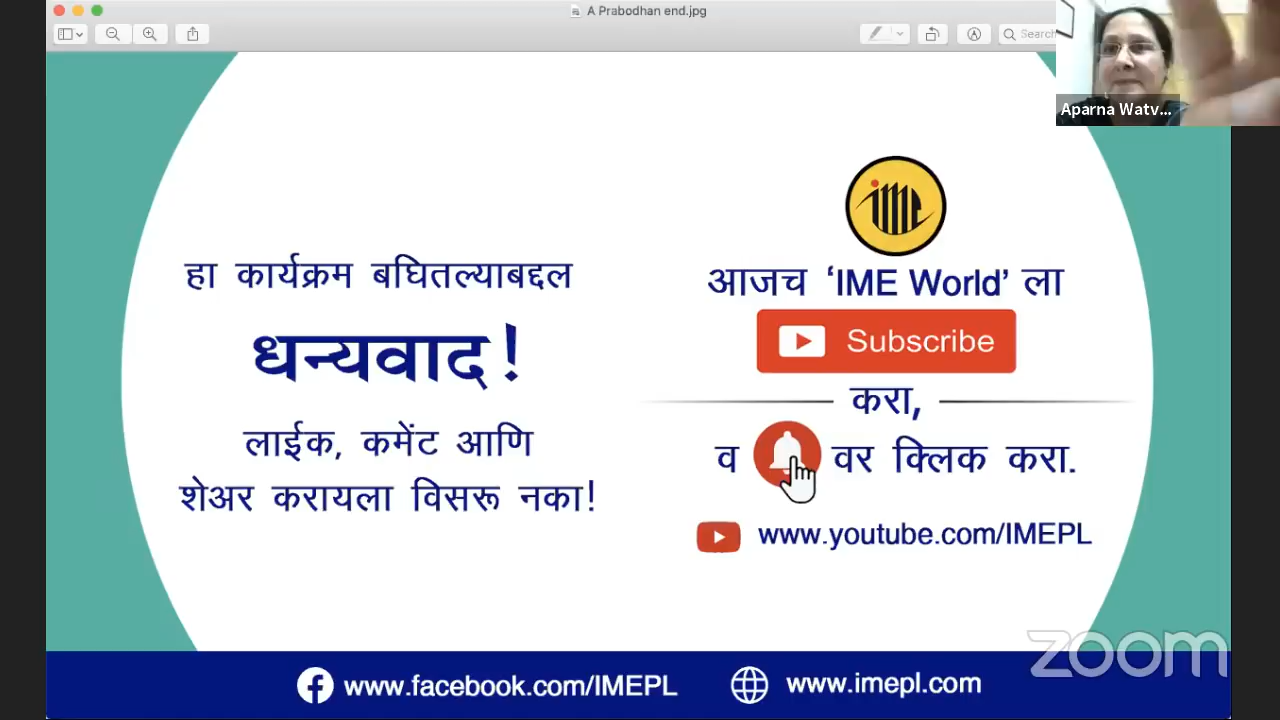 A Prabodhan end.jpg
Search
Aparna Watv...
हा कार्यक्रम बघितल्याबद्दल
धन्यवाद!
लाईक, कमेंट आणि
शेअर करायला विसरू नका!
ime
आजच ‘IME World’ ला
Subscribe
करा,
व वर क्लिक करा.
www.youtube.com/IMEPL
zoom
www.facebook.com/IMEPL
www.imepl.com